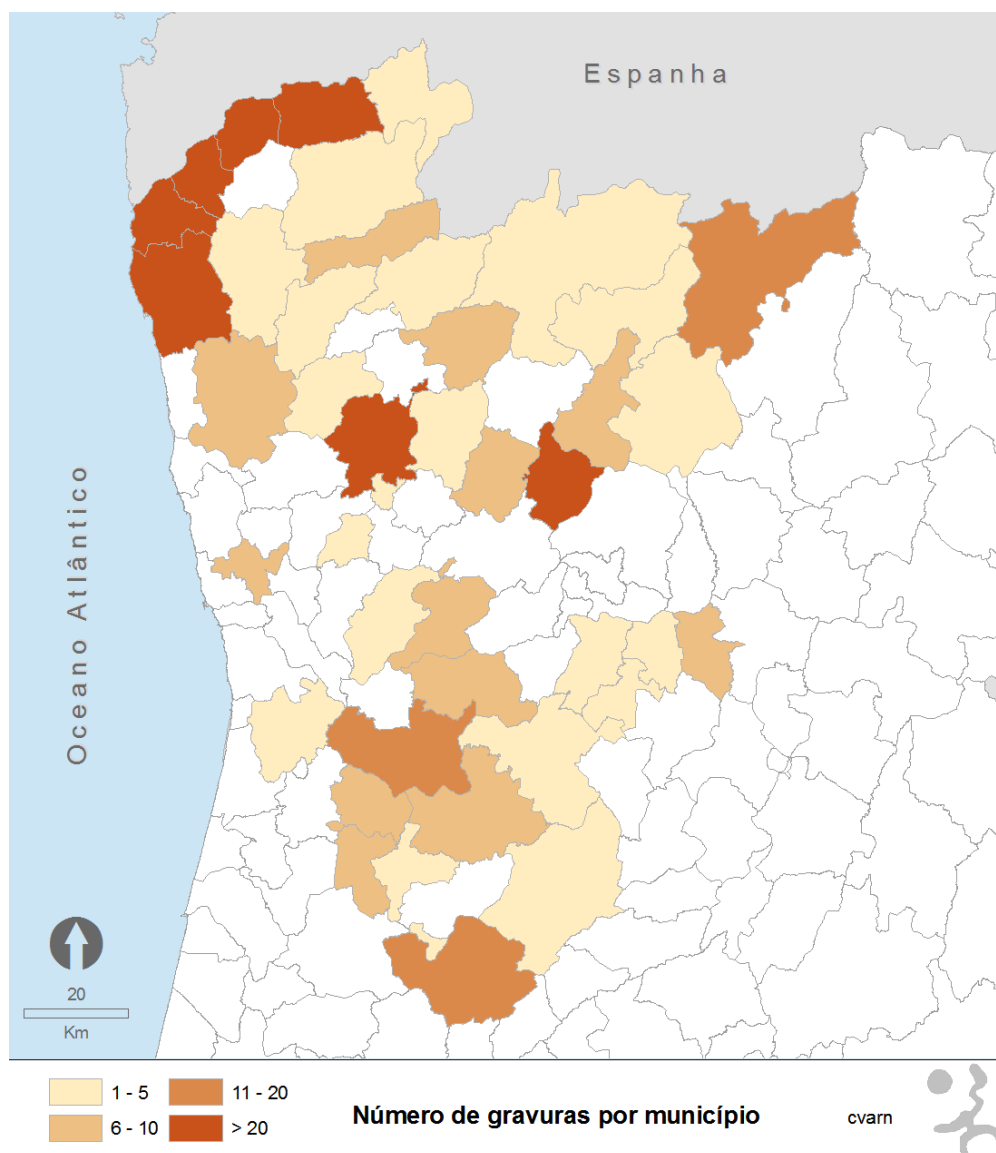 Espanha
Oceano Atlântico
20
Km
1 - 5
11 - 20
6 - 10
> 20
Número de gravuras por município
cvarn